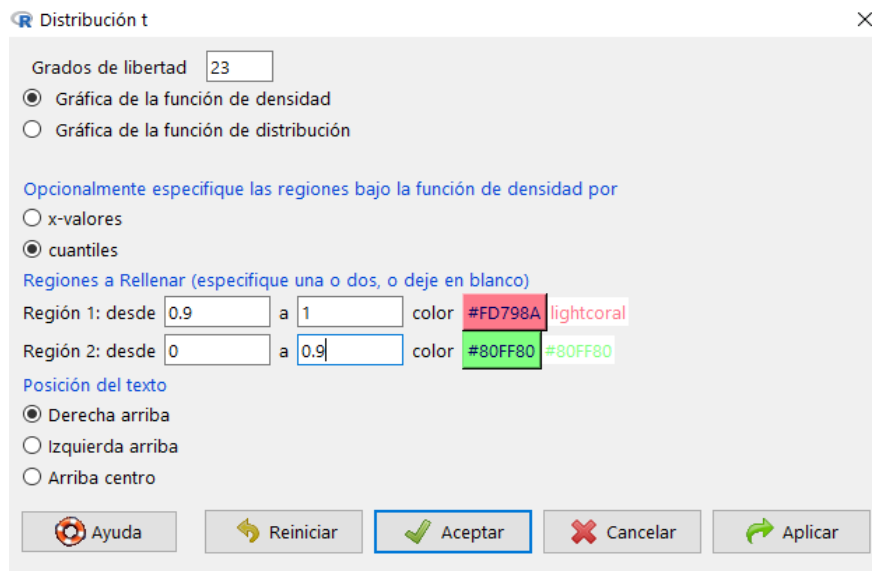 Distribución t
Grados de libertad 23
Gráfica de la función de densidad
Gráfica de la función de distribución
Opcionalmente especifique las regiones bajo la función de densidad por
x-valores
cuantiles
Regiones a Rellenar (especifique una o dos, o deje en blanco)
Región 1: desde 0.9 a 1 color #FD798A lightcoral
Región 2: desde 0 a 0.9 color #80FF80 #80FF80
Posición del texto
Derecha arriba
Izquierda arriba
Arriba centro
Ayuda Reiniciar Aceptar Cancelar Aplicar